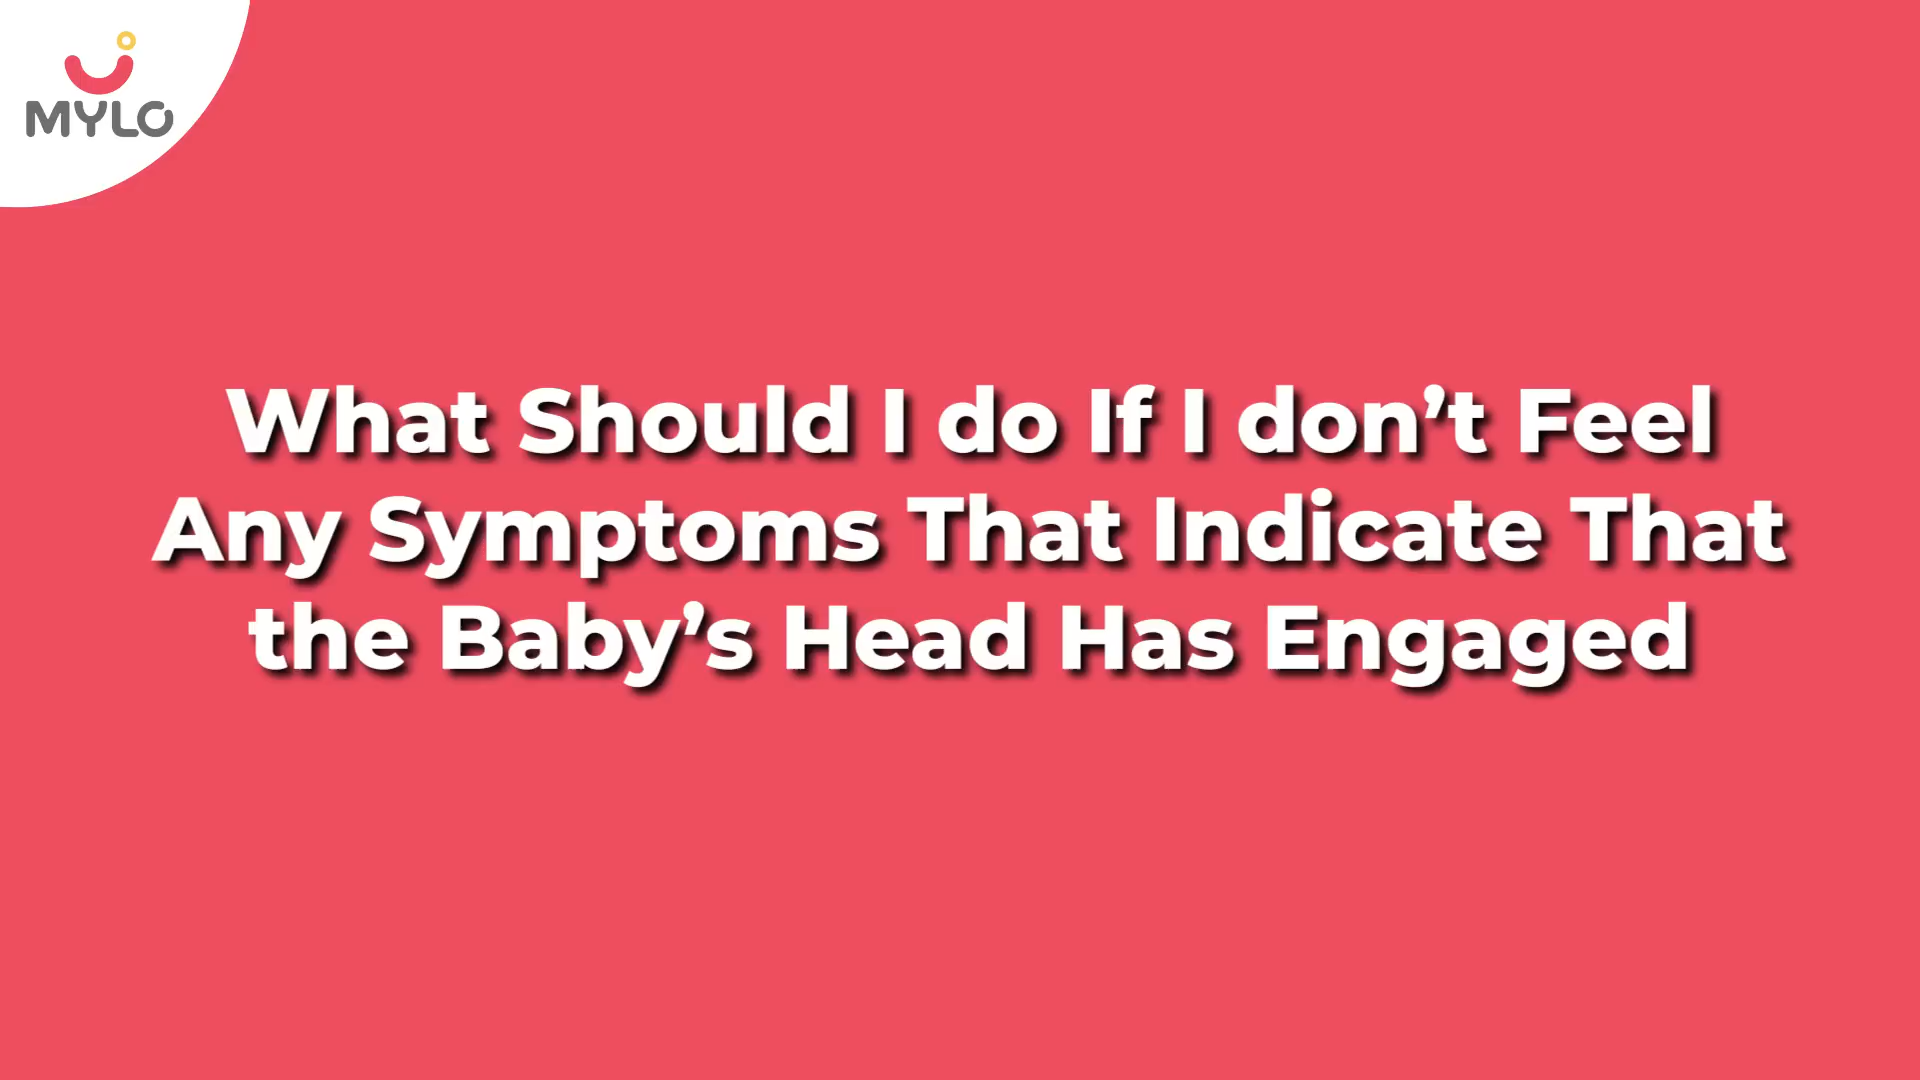 MYLO
What Should I do If I don’t Feel
Any Symptoms That Indicate That
the Baby’s Head Has Engaged